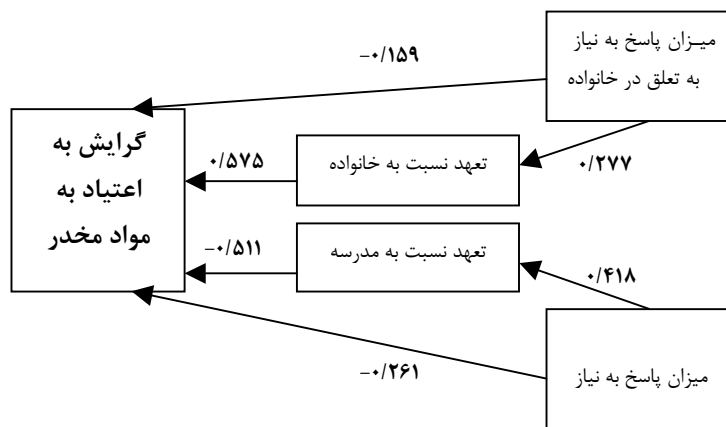 میزان پاسخ به نیاز
به تعلق در خانواده
-۰/۱۵۹
گرایش به
اعتیاد به
مواد مخدر
۰/۵۷۵
تعهد نسبت به خانواده
۰/۲۷۷
-۰/۵۱۱
تعهد نسبت به مدرسه
۰/۴۱۸
میزان پاسخ به نیاز
-۰/۲۶۱